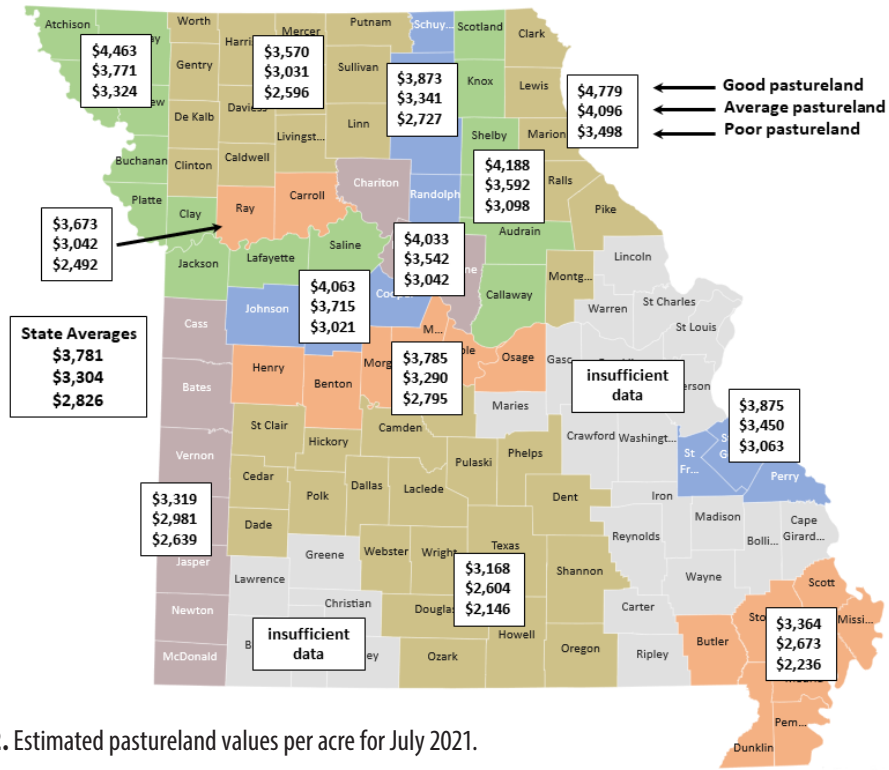 Atchison
Worth
Harri
Mercer
Putnam
Schuy...
Scotland
Clark
Gentry
Sullivan
Knox
Lewis
$4,463
$3,771
$3,324
$3,570
$3,031
$2,596
$3,873
$3,341
$2,727
$4,779
$4,096
$3,498
Good pastureland
Average pastureland
Poor pastureland
De Kalb
Davies
Livingst...
Linn
Shelby
Marion
Buchanan
Clinton
Caldwell
Chariton
Randolph
$4,188
$3,592
$3,098
Ralls
Platte
Clay
Ray
Carroll
Audrain
Pike
$3,673
$3,042
$2,492
Jackson
Lafayette
Saline
$4,033
$3,542
$3,042
ne
Callaway
Montg...
Lincoln
Warren
St Charles
St Louis
Cass
Johnson
$4,063
$3,715
$3,021
Coop
M...
State Averages
$3,781
$3,304
$2,826
Bates
Henry
Benton
Morg
$3,785
$3,290
$2,795
ole
Osage
Gasc
insufficient
data
erson
Maries
St Clair
Hickory
Camden
Crawford
Washingt...
St
Fr...
$3,875
$3,450
$3,063
Perry
Vernon
Cedar
Polk
Dallas
Laclede
Pulaski
Phelps
Dent
Iron
Madison
Bolli...
Cape
Girard...
$3,319
$2,981
$2,639
Dade
Reynolds
Jasper
Greene
Webster
Wright
Texas
Shannon
Wayne
Lawrence
$3,168
$2,604
$2,146
Newton
Christian
Douglas
Howell
Carter
Scott
Sto
Missi...
$3,364
$2,673
$2,236
McDonald
B
insufficient
data
ey
Ozark
Oregon
Ripley
Butler
Pem...
Dunklin
. Estimated pastureland values per acre for July 2021.